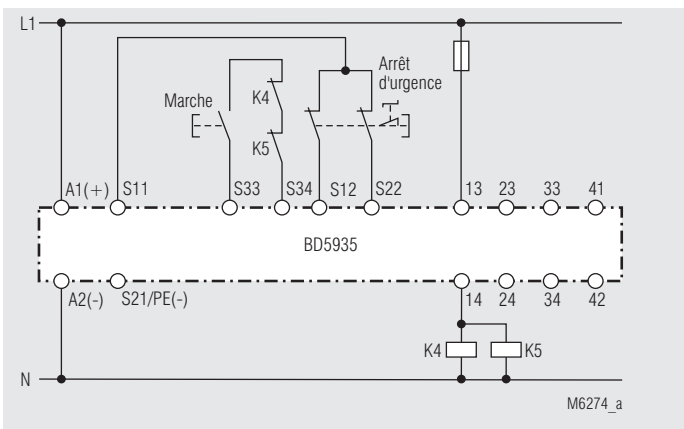 L1
Arrêt
d'urgence
Marche
K4
K5
A1(+) S11 S33 S34 S12 S22 13 23 33 41
BD5935
A2(-) S21/PE(-) 14 24 34 42
K4 K5
N
M6274_a